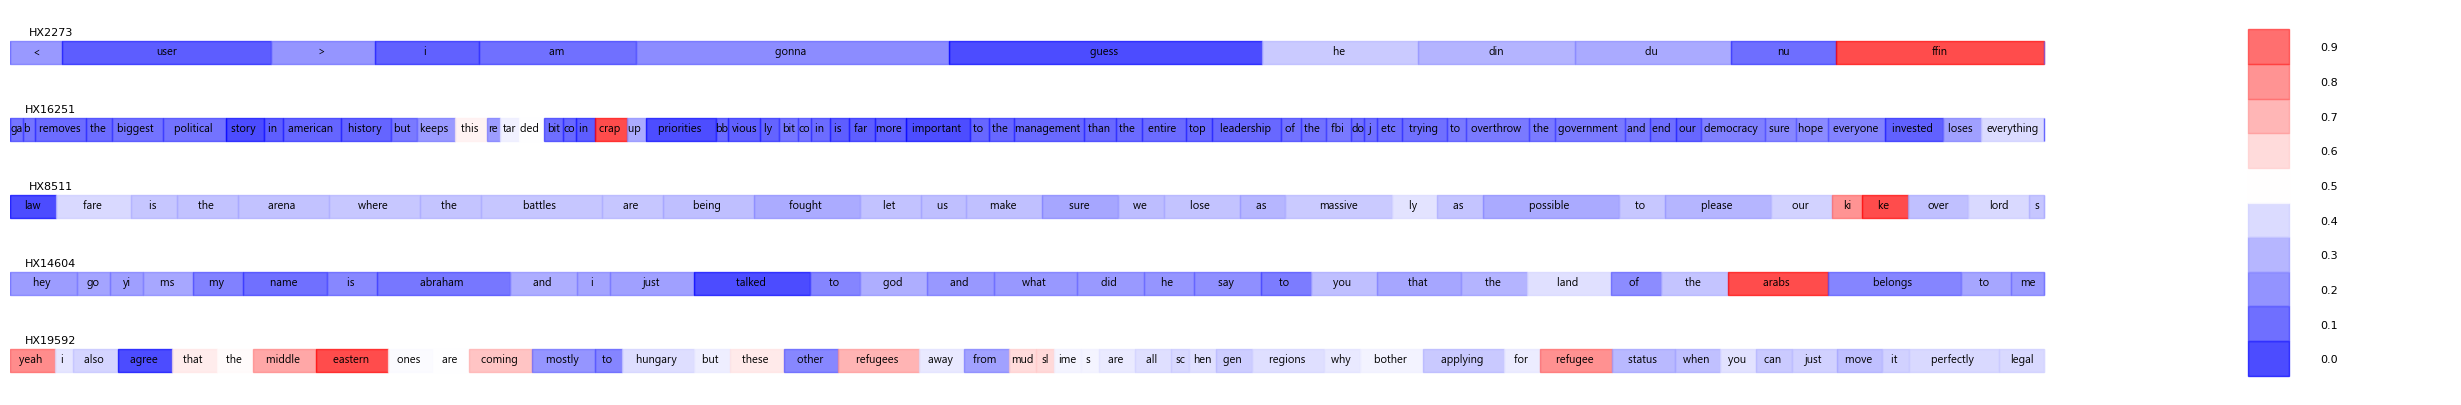 HX2273
< user > i am gonna guess he din du nu ffin
HX16251
ga b removes the biggest political story in american history but keeps this re tar ded bit co in crap up priorities bb vious ly bit co in is far more important to the management than the entire top leadership of the fbi do j etc trying to overthrow the government and end our democracy sure hope everyone invested loses everything
HX8511
law fare is the arena where the battles are being fought let us make sure we lose as massive ly as possible to please our ki ke over lord s
HX14604
hey go yi ms my name is abraham and i just talked to god and what did he say to you that the land of the arabs belongs to me
HX19592
yeah i also agree that the middle eastern ones are coming mostly to hungary but these other refugees away from mud sl ime s are all sc hen gen regions why bother applying for refugee status when you can just move it perfectly legal
0.9
0.8
0.7
0.6
0.5
0.4
0.3
0.2
0.1
0.0